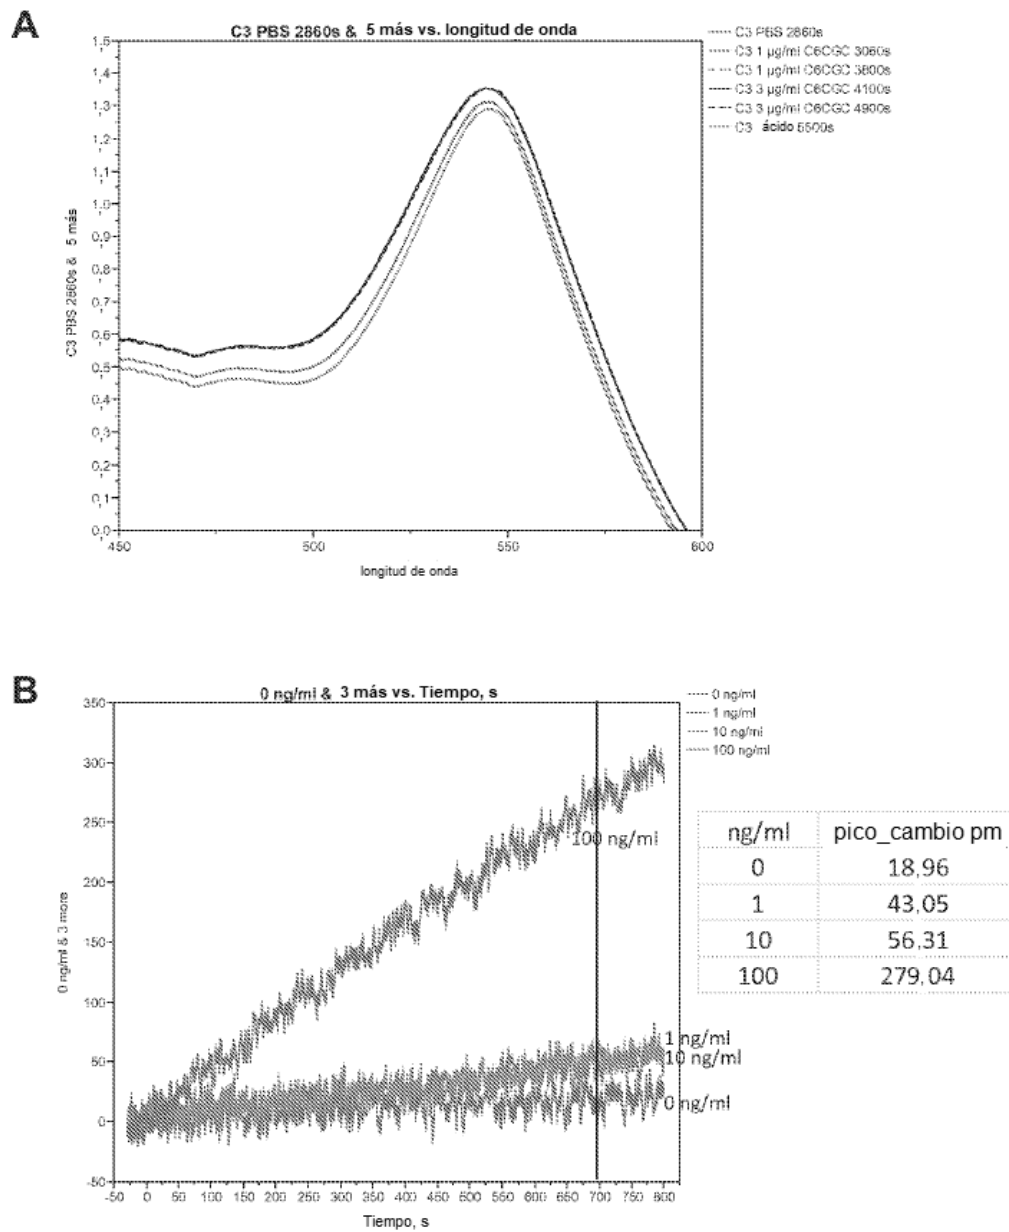 A
C3 PBS 2860s & 5 más vs. longitud de onda
C3 PBS 2860s
C3 1 µg/ml C6CGC 3060s
C3 1 µg/ml C6CGC 3800s
C3 3 µg/ml C6CGC 4100s
C3 3 µg/ml C6CGC 4900s
C3 ácido 5500s
1,5
1,4
1,3
1,2
1,1
1,0
0,9
0,8
0,7
0,6
0,5
0,4
0,3
0,2
0,1
0,0
C3 PBS 2860s & 5 más
450 500 550 600
longitud de onda
B
0 ng/ml & 3 más vs. Tiempo, s
0 ng/ml
1 ng/ml
10 ng/ml
100 ng/ml
350
300
250
200
150
100
50
0
-50
0 ng/ml & 3 more
100 ng/ml
1 ng/ml
10 ng/ml
0 ng/ml
-50 0 50 100 150 200 250 300 350 400 450 500 550 600 650 700 750 800
Tiempo, s
ng/ml pico_cambio pm
0 18,96
1 43,05
10 56,31
100 279,04